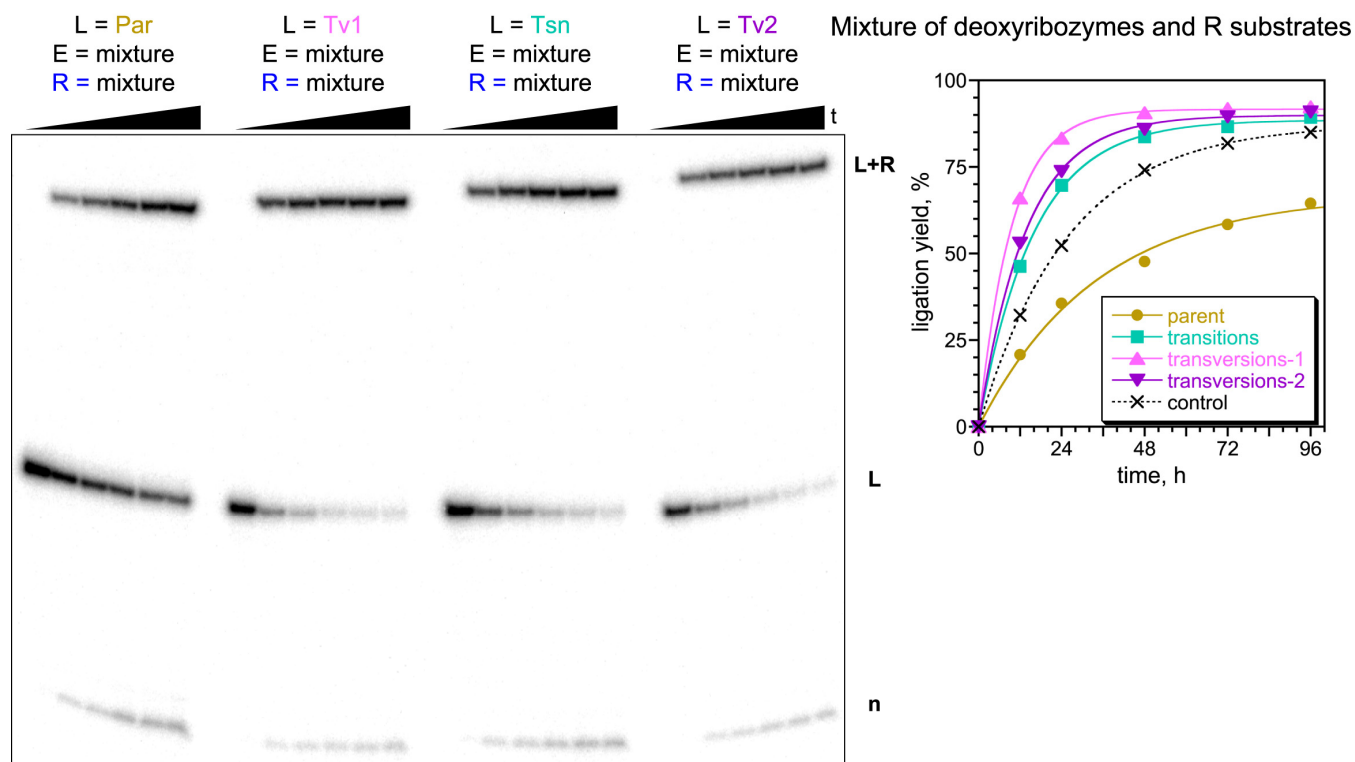 L = Par
E = mixture
R = mixture
L = Tv1
E = mixture
R = mixture
L = Tsn
E = mixture
R = mixture
L = Tv2
E = mixture
R = mixture
t
L+R
L
n
Mixture of deoxyribozymes and R substrates
100
75
50
25
0
ligation yield, %
0 24 48 72 96
time, h
parent
transitions
transversions-1
transversions-2
control